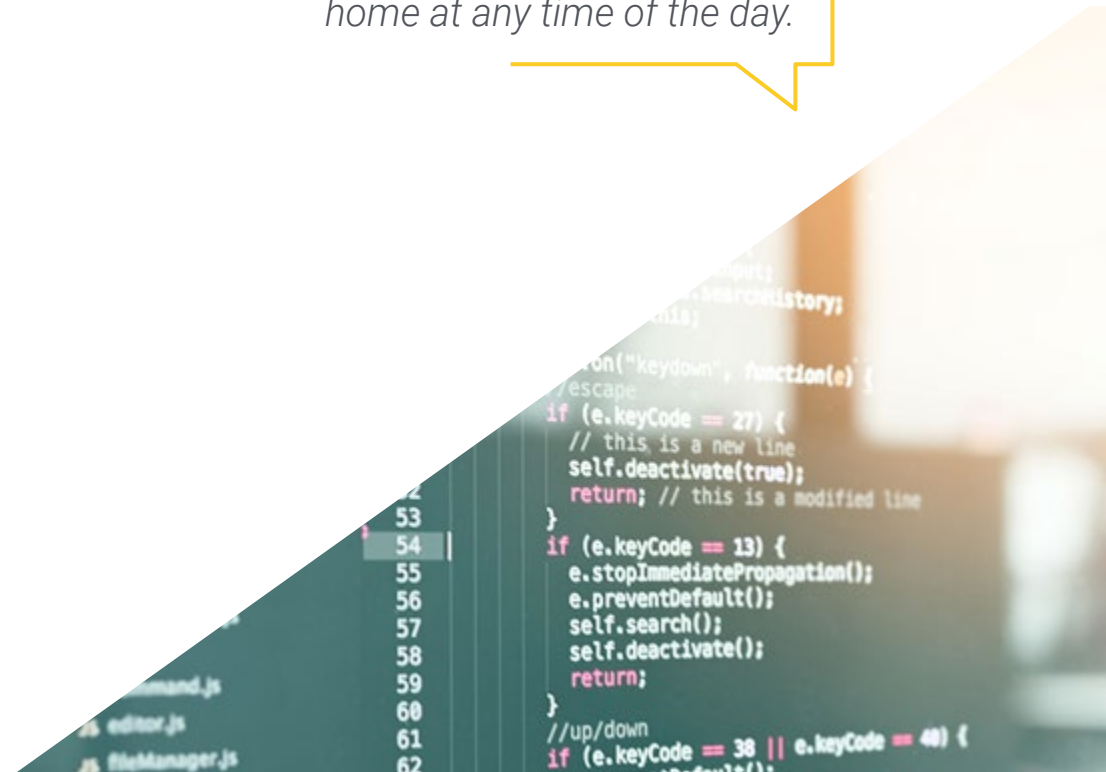 home at any time of the day.
searchHistory;
this;
on("keydown", function(e) {
//escape
if (e.keyCode == 27) {
// this is a new line
self.deactivate(true);
53 return; // this is a modified line
}
54 if (e.keyCode == 13) {
55 e.stopImmediatePropagation();
56 e.preventDefault();
57 self.search();
58 self.deactivate();
59 return;
60 }
61 //up/down
62 if (e.keyCode == 38 || e.keyCode == 40) {
editor.js
fileManager.js